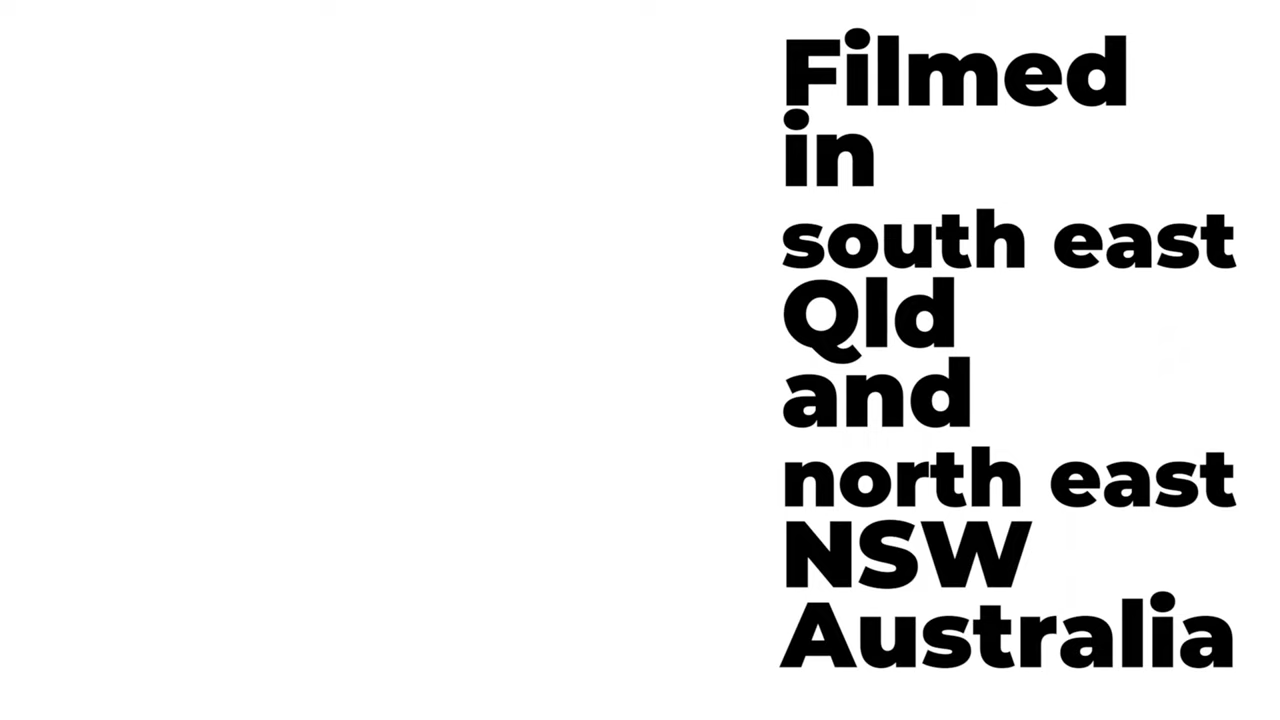 Filmed
in
south east
Qld
and
north east
NSW
Australia